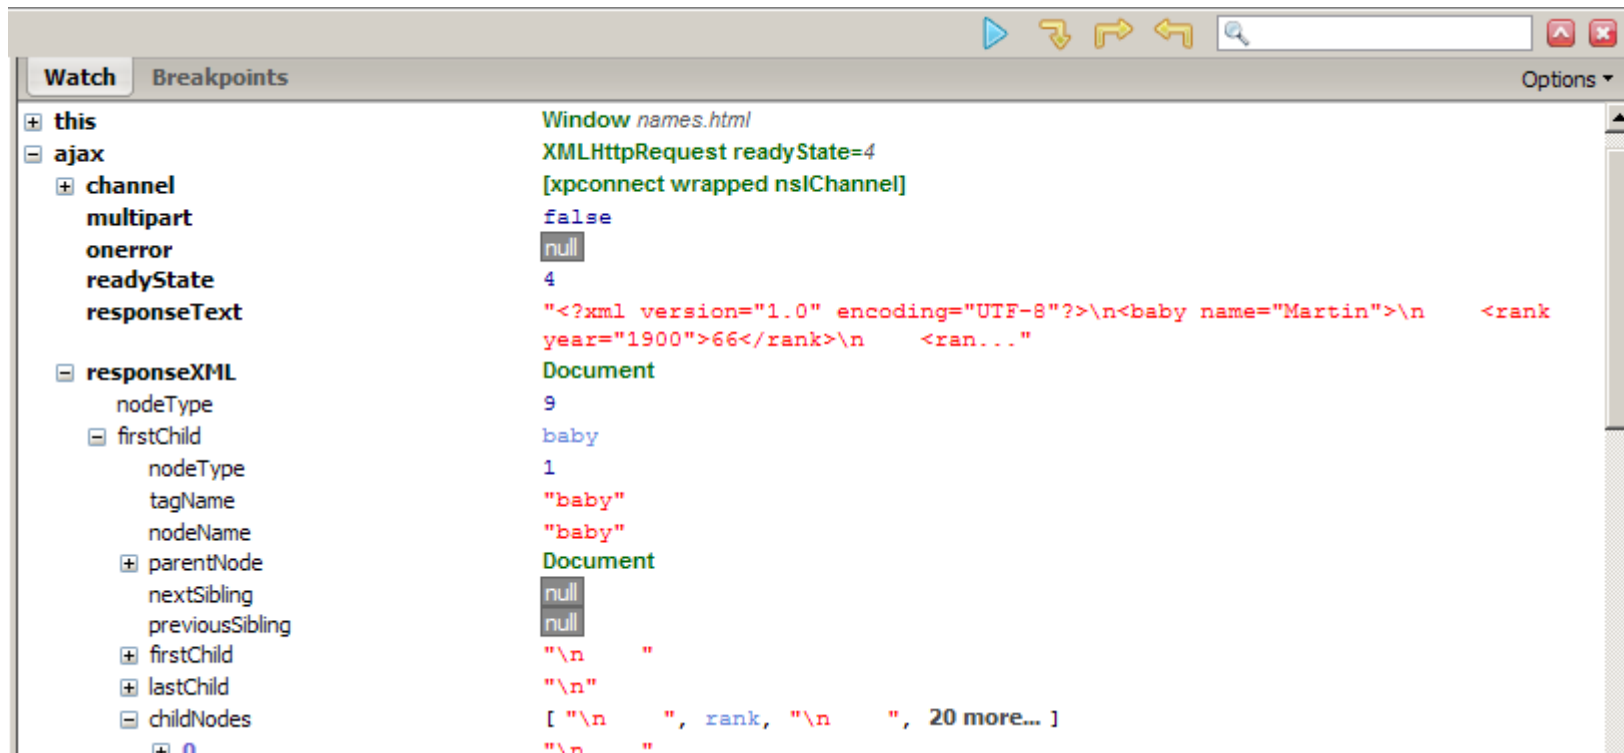 Watch Breakpoints Options
this Window names.html
ajax XMLHttpRequest readyState=4
channel [xpconnect wrapped nsIChannel]
multipart false
onerror null
readyState 4
responseText "<?xml version="1.0" encoding="UTF-8"?>\n<baby name="Martin">\n    <rank
year="1900">66</rank>\n    <ran..."
responseXML Document
nodeType 9
firstChild baby
nodeType 1
tagName "baby"
nodeName "baby"
parentNode Document
nextSibling null
previousSibling null
firstChild "\n    "
lastChild "\n"
childNodes [ "\n    ", rank, "\n    ", 20 more... ]
0 "\n    "